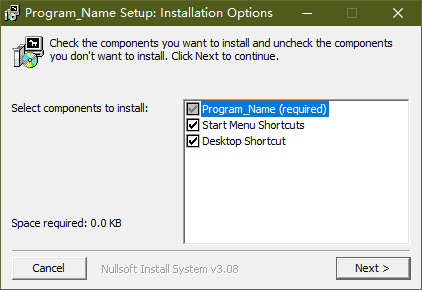 Program_Name Setup: Installation Options
Check the components you want to install and uncheck the components
you don't want to install. Click Next to continue.
Select components to install:
Program_Name (required)
Start Menu Shortcuts
Desktop Shortcut
Space required: 0.0 KB
Cancel
Nullsoft Install System v3.08
Next >